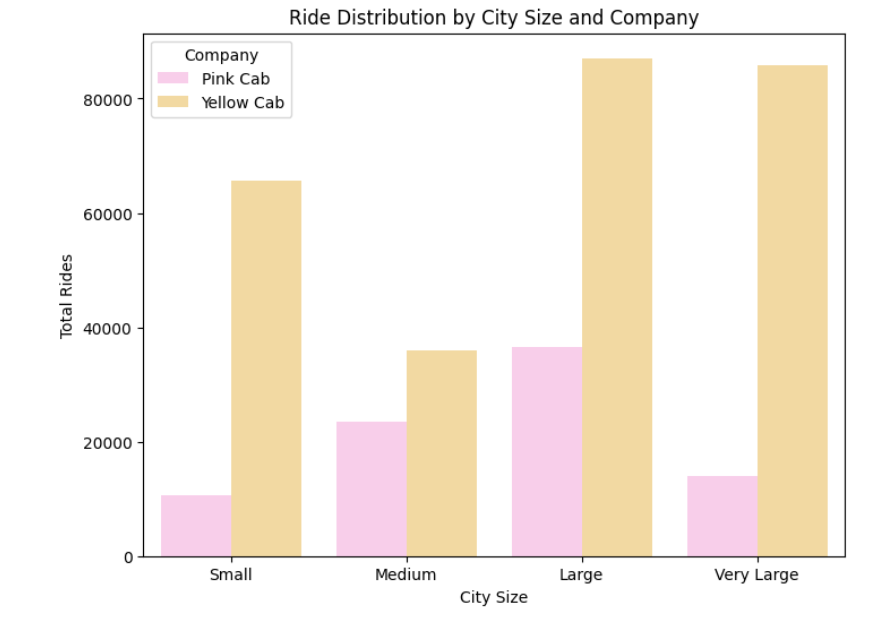 Ride Distribution by City Size and Company
Company
Pink Cab
Yellow Cab
Total Rides
80000
60000
40000
20000
0
Small Medium Large Very Large
City Size